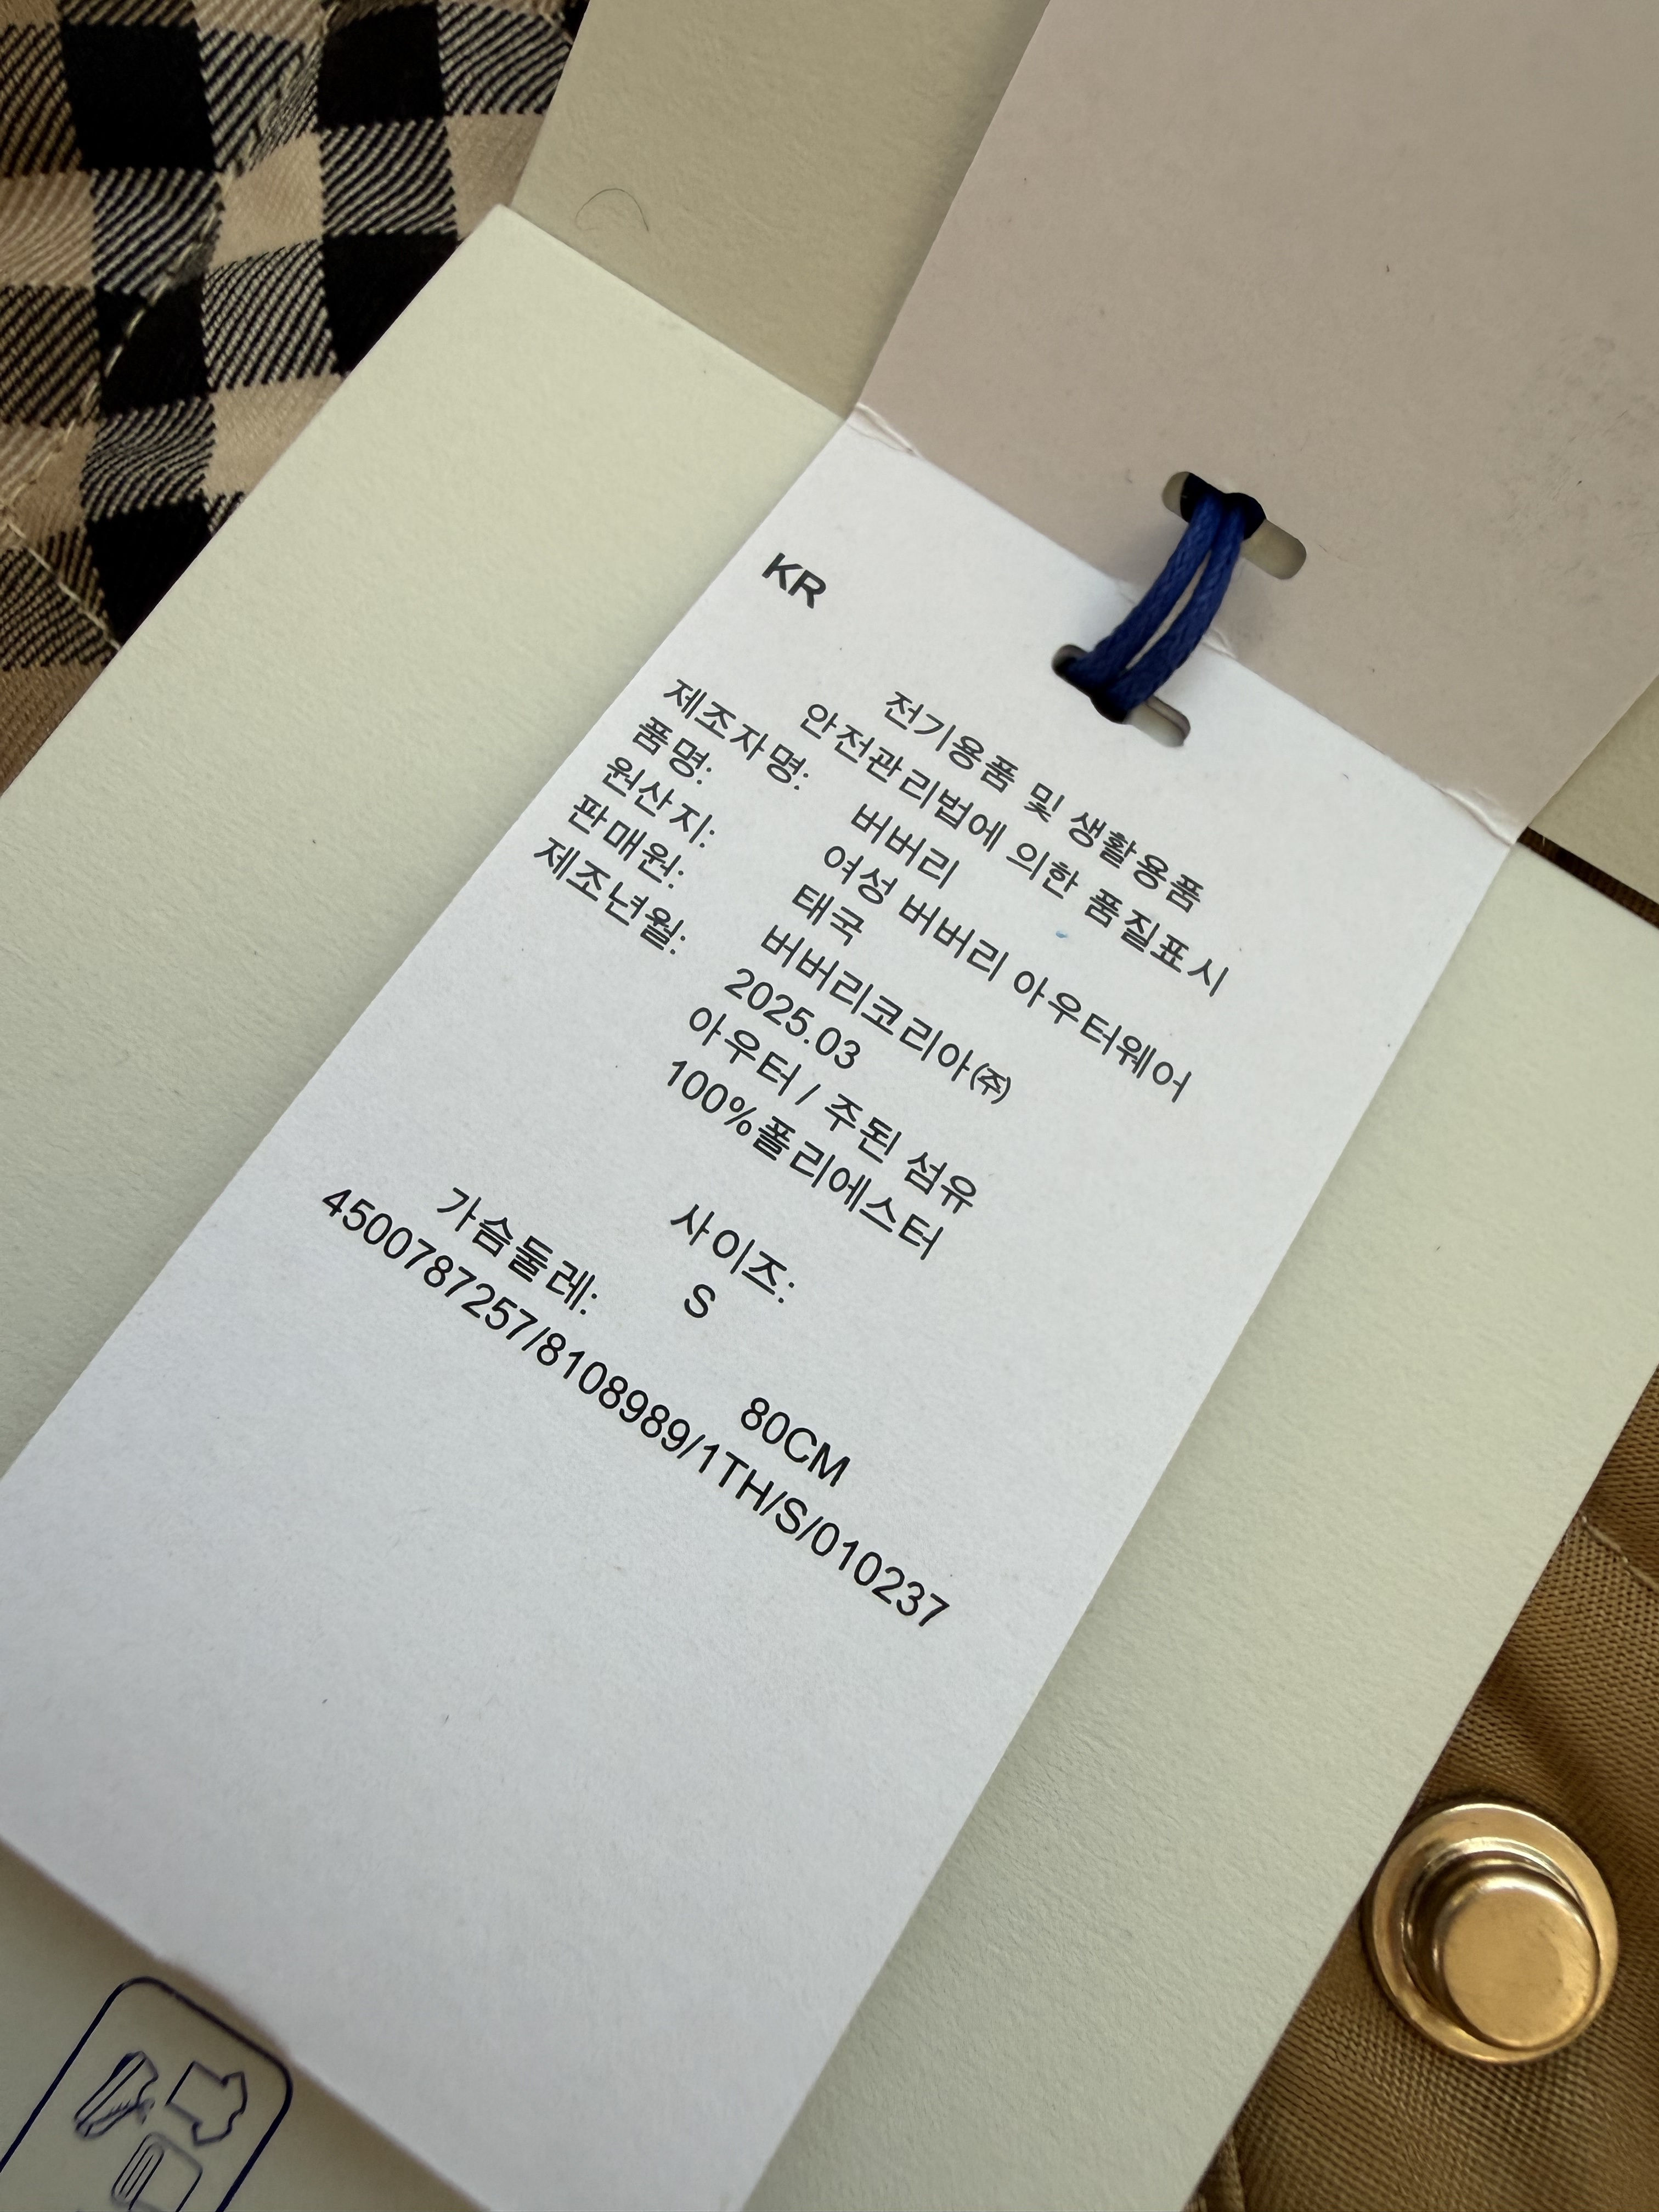 KR
전기용품 및 생활용품
안전관리법에 의한 품질표시
제조자명: 버버리
품명: 여성 버버리 아우터웨어
원산지: 태국
판매원: 버버리코리아㈜
제조년월: 2025.03
아우터 / 주된 섬유
100%폴리에스터
사이즈:
S
가슴둘레: 80CM
4500787257/8108989/1TH/S/010237